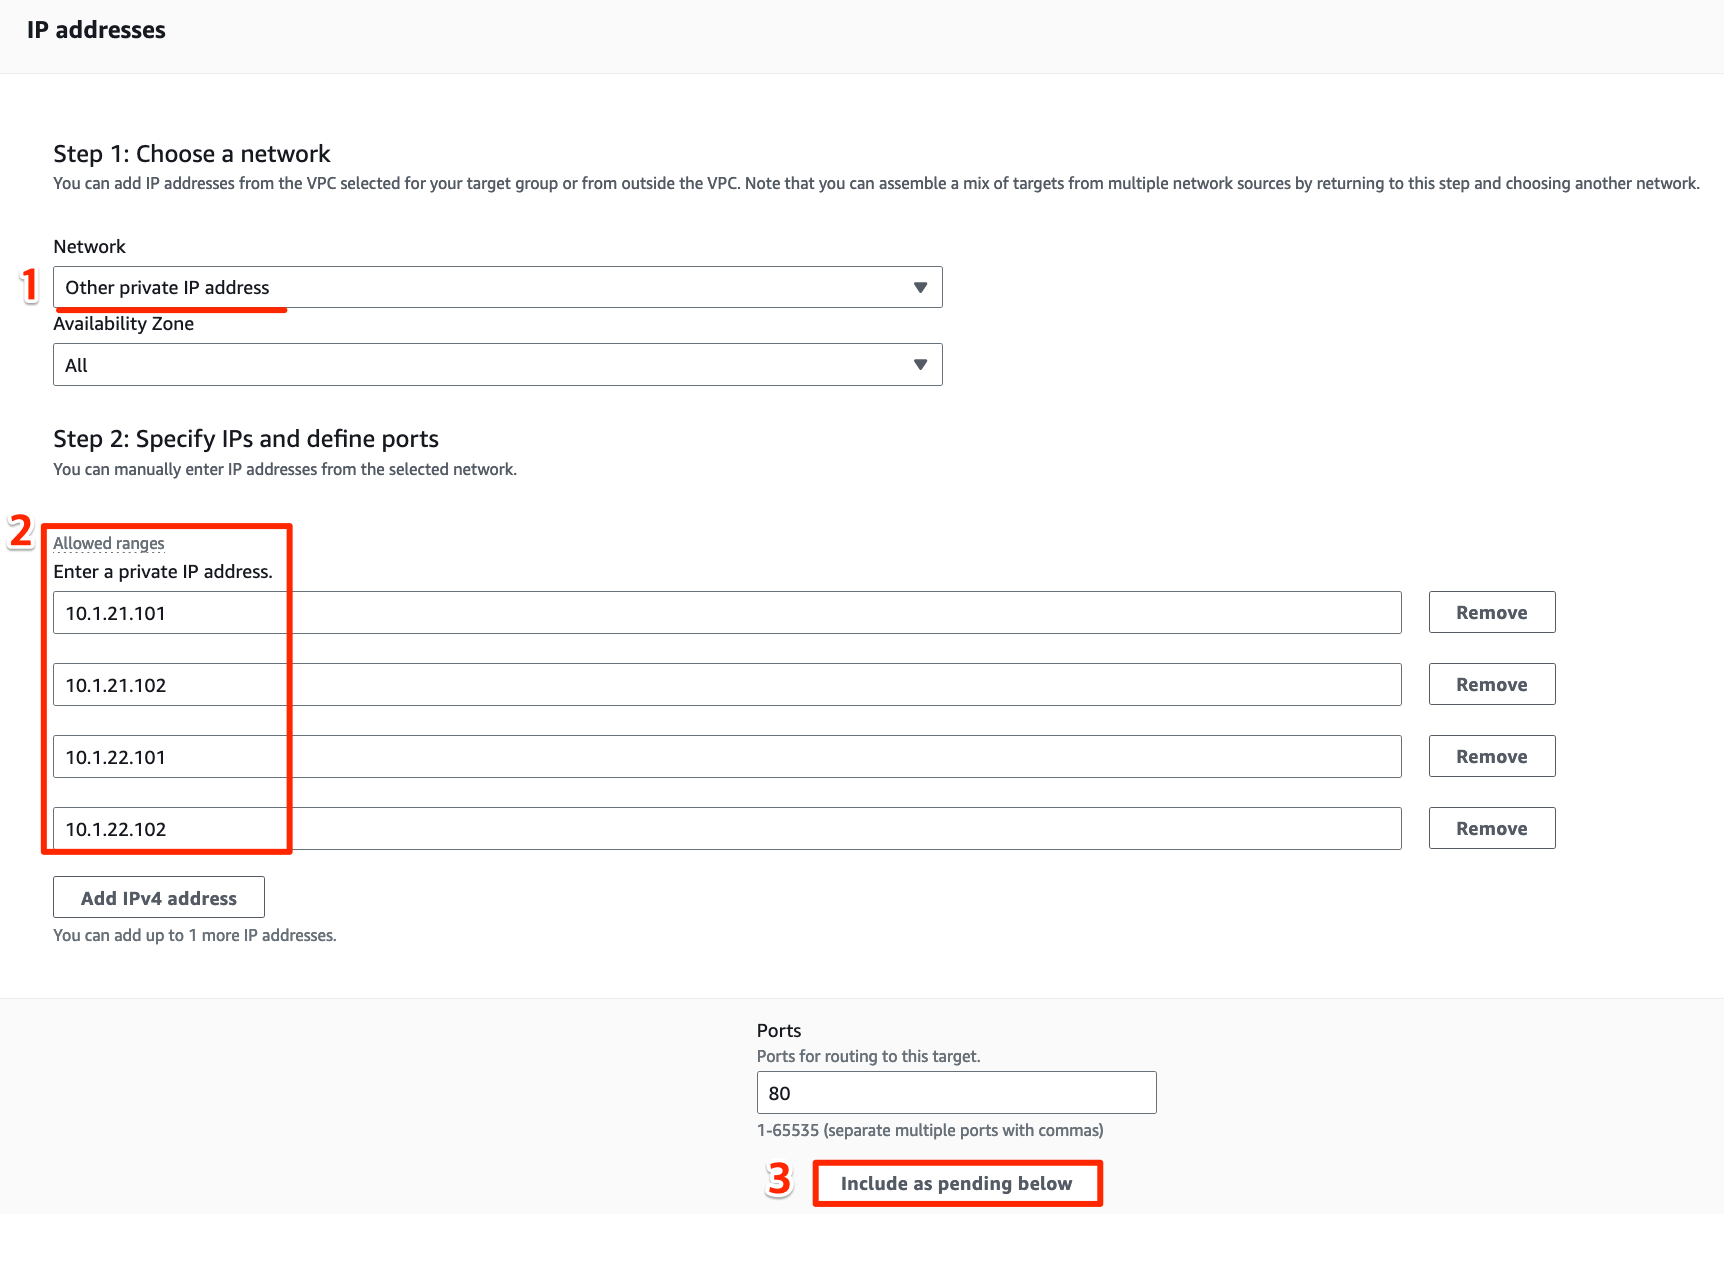 IP addresses
Step 1: Choose a network
You can add IP addresses from the VPC selected for your target group or from outside the VPC. Note that you can assemble a mix of targets from multiple network sources by returning to this step and choosing another network.
Network
1
Other private IP address
Availability Zone
All
Step 2: Specify IPs and define ports
You can manually enter IP addresses from the selected network.
2
Allowed ranges
Enter a private IP address.
10.1.21.101 Remove
10.1.21.102 Remove
10.1.22.101 Remove
10.1.22.102 Remove
Add IPv4 address
You can add up to 1 more IP addresses.
Ports
Ports for routing to this target.
80
1-65535 (separate multiple ports with commas)
3 Include as pending below